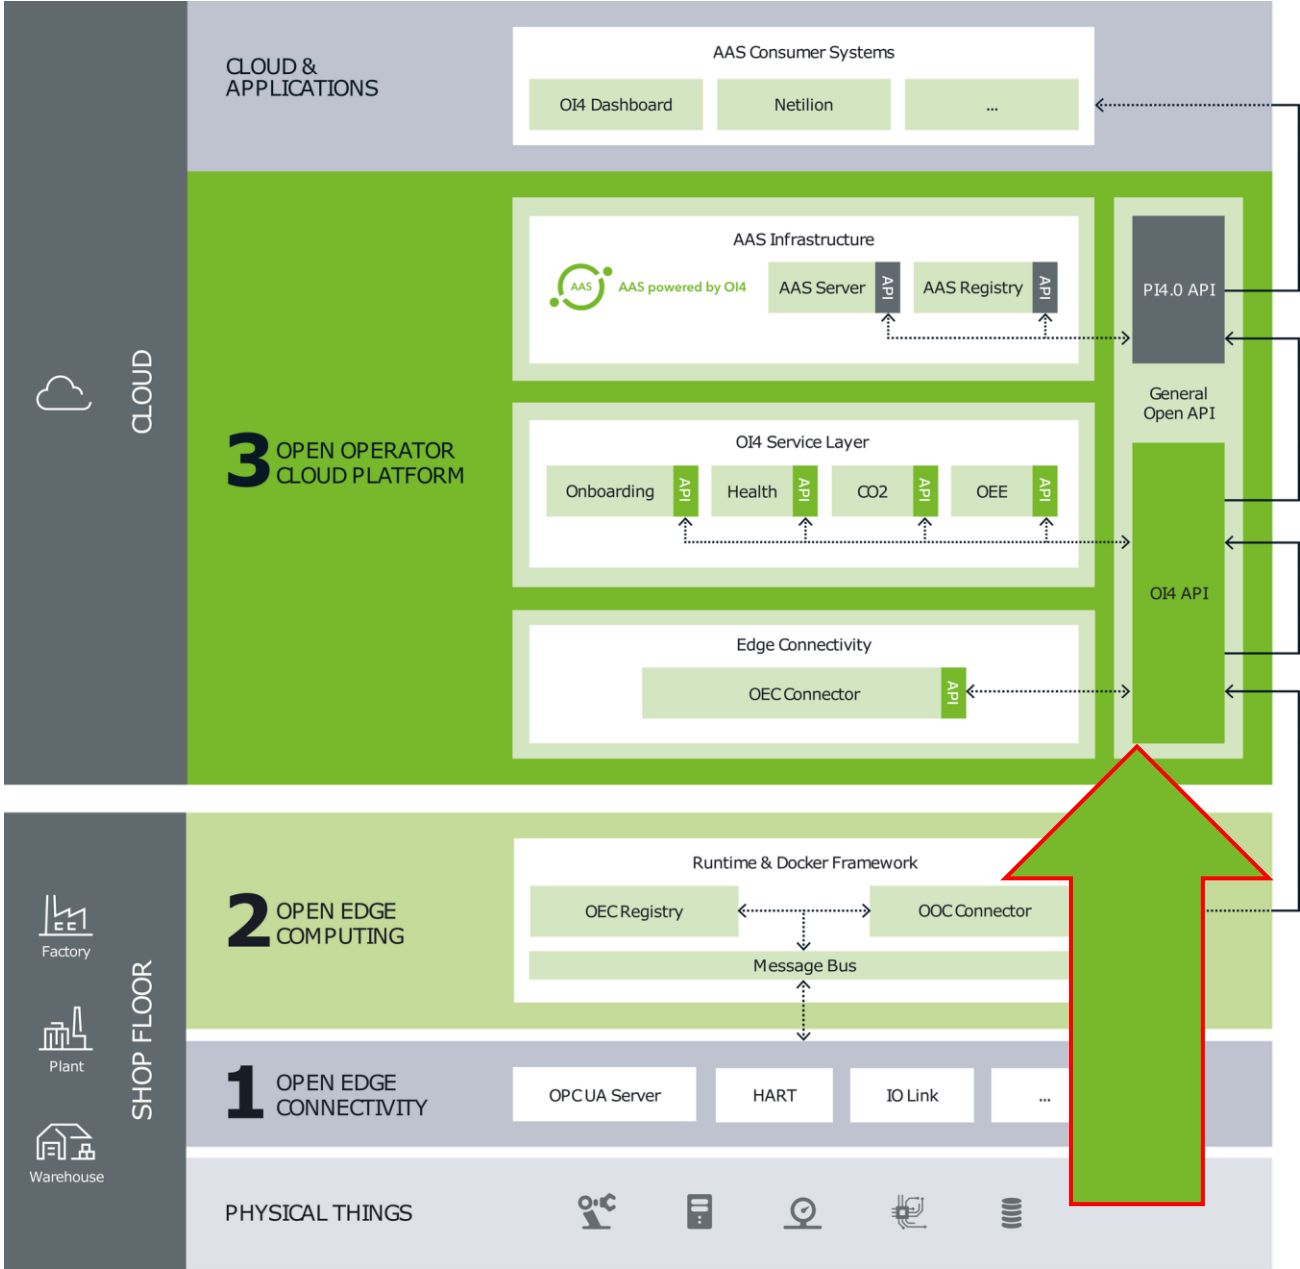 CLOUD &
APPLICATIONS
AAS Consumer Systems
OI4 Dashboard
Netilion
...
CLOUD
3 OPEN OPERATOR
CLOUD PLATFORM
AAS Infrastructure
AAS
AAS powered by OI4
AAS Server
API
AAS Registry
API
PI4.0 API
General
Open API
OI4 Service Layer
Onboarding
API
Health
API
CO2
API
OEE
API
OI4 API
Edge Connectivity
OEC Connector
API
SHOP FLOOR
Factory
Plant
Warehouse
2 OPEN EDGE
COMPUTING
Runtime & Docker Framework
OEC Registry
OOC Connector
Message Bus
1 OPEN EDGE
CONNECTIVITY
OPC UA Server
HART
IO Link
...
PHYSICAL THINGS